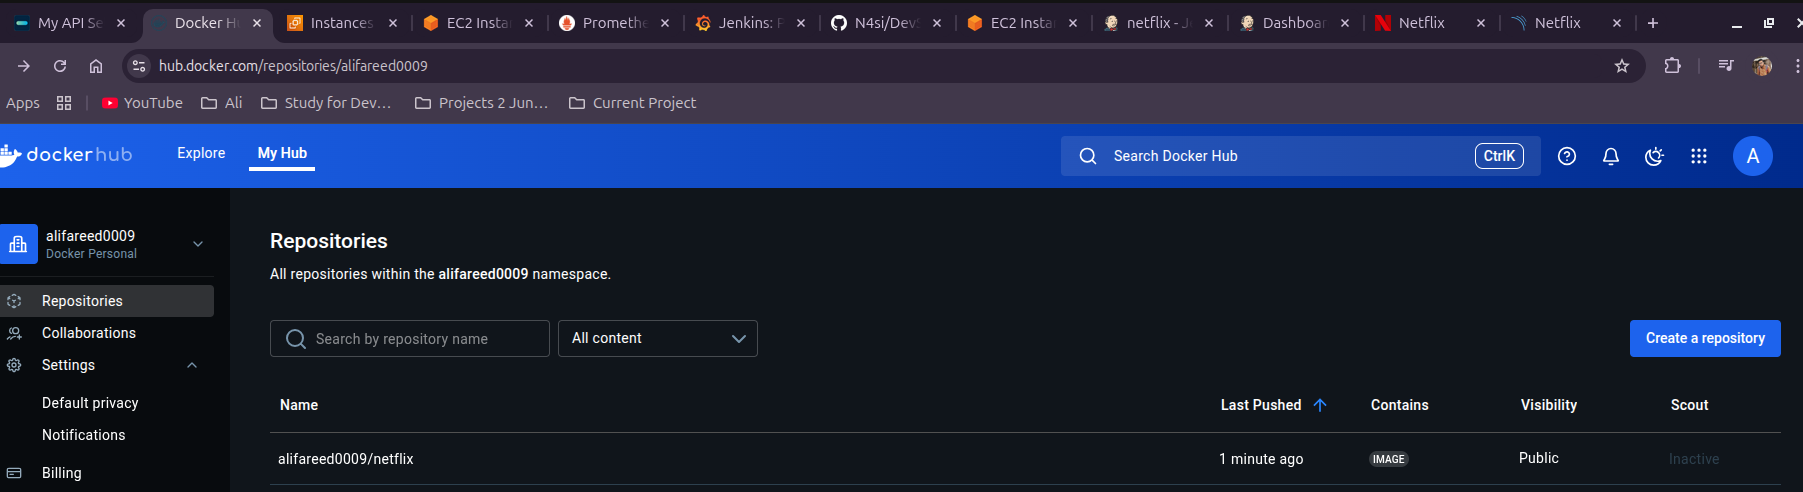 My API Se
Docker H
Instances
EC2 Insta
Promethe
Jenkins: P
N4si/DevS
EC2 Insta
netflix - Je
Dashboar
Netflix
Netflix
hub.docker.com/repositories/alifareed0009
Apps
YouTube
Ali
Study for Dev...
Projects 2 Jun...
Current Project
dockerhub
Explore
My Hub
Search Docker Hub
CtrlK
A
alifareed0009
Docker Personal
Repositories
Collaborations
Settings
Default privacy
Notifications
Billing
Repositories
All repositories within the alifareed0009 namespace.
Search by repository name
All content
Create a repository
Name
Last Pushed
Contains
Visibility
Scout
alifareed0009/netflix
1 minute ago
IMAGE
Public
Inactive